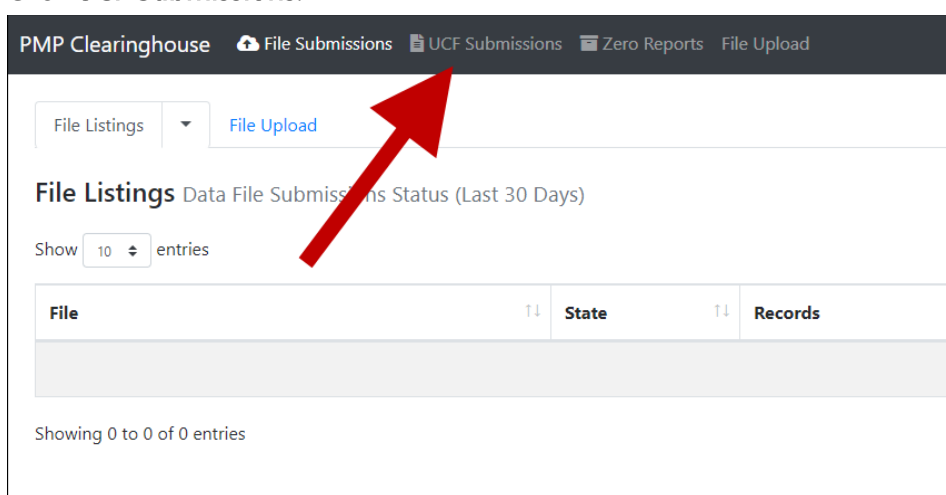 PMP Clearinghouse File Submissions UCF Submissions Zero Reports File Upload
File Listings File Upload
File Listings Data File Submissions Status (Last 30 Days)
Show 10 entries
File State Records
Showing 0 to 0 of 0 entries